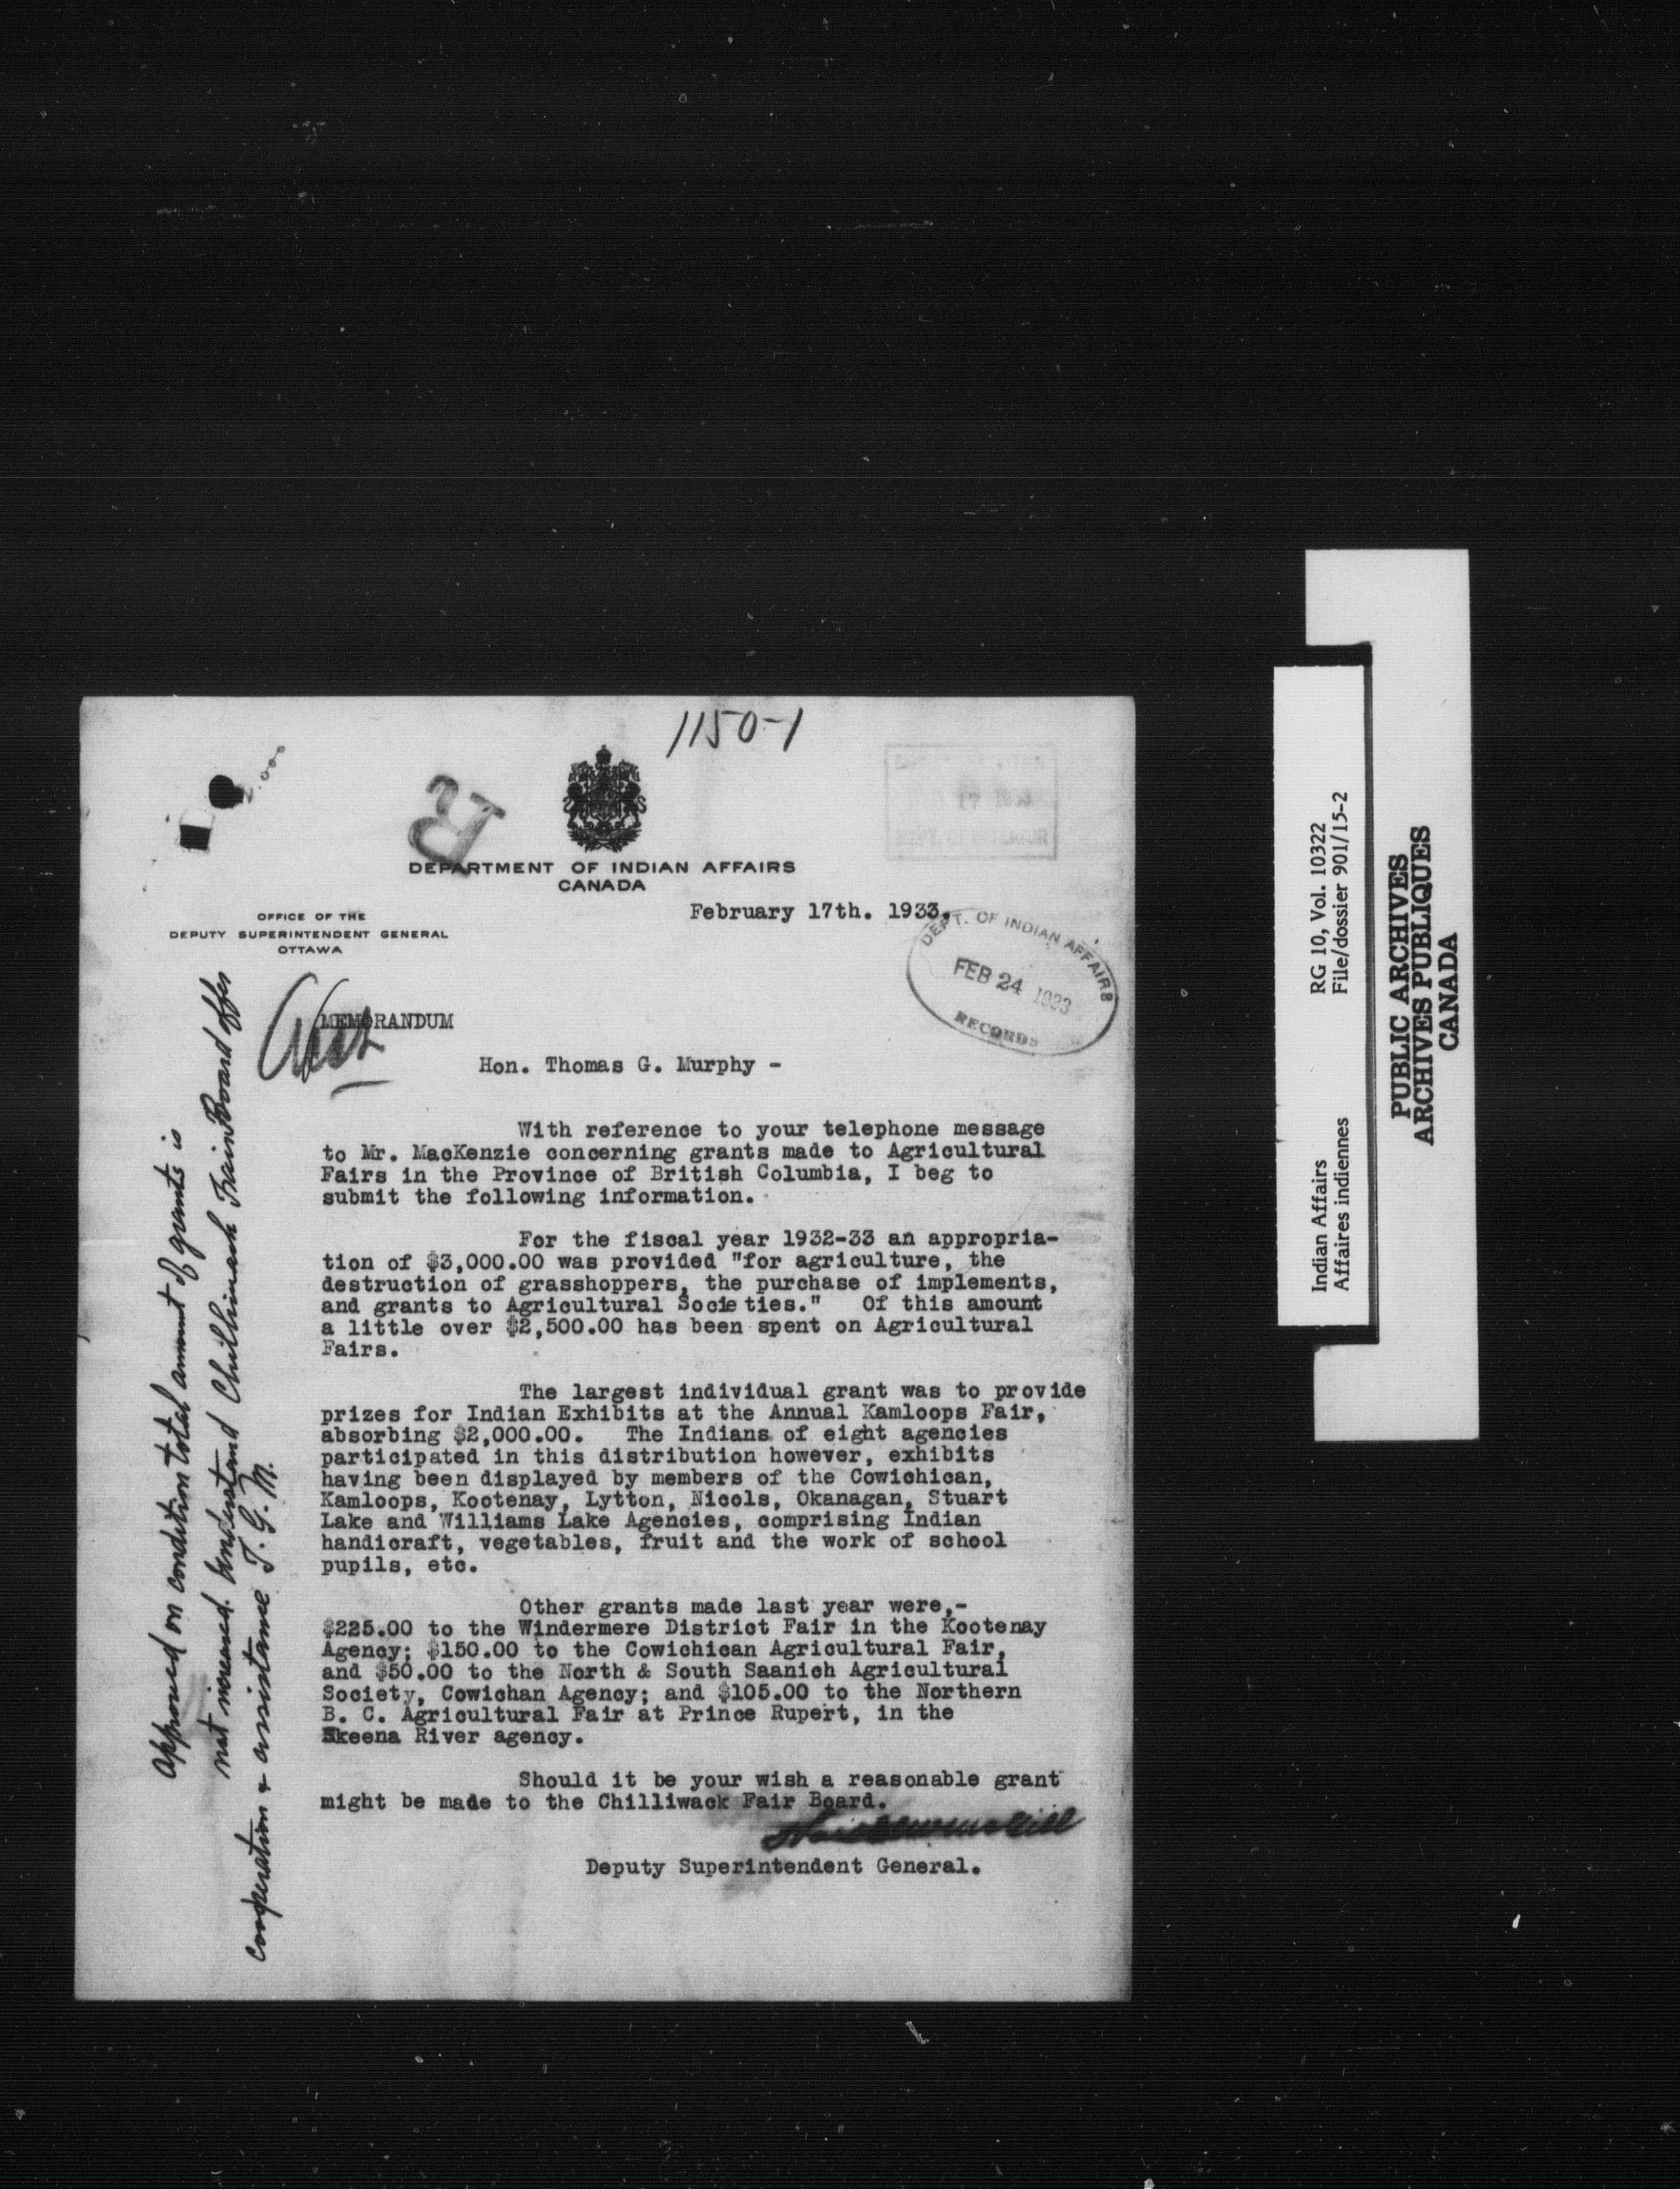 1150-1
R
DEPARTMENT OF INDIAN AFFAIRS
CANADA
February 17th. 1933.
OFFICE OF THE
DEPUTY SUPERINTENDENT GENERAL
OTTAWA
DEPT. OF INDIAN AFFAIRS
FEB 24 1933
RECORDS
MEMORANDUM
Hon. Thomas G. Murphy -
With reference to your telephone message
to Mr. MacKenzie concerning grants made to Agricultural
Fairs in the Province of British Columbia, I beg to
submit the following information.
For the fiscal year 1932-33 an appropria-
tion of $3,000.00 was provided "for agriculture, the
destruction of grasshoppers, the purchase of implements,
and grants to Agricultural Societies." Of this amount
a little over $2,500.00 has been spent on Agricultural
Fairs.
The largest individual grant was to provide
prizes for Indian Exhibits at the Annual Kamloops Fair,
absorbing $2,000.00. The Indians of eight agencies
participated in this distribution however, exhibits
having been displayed by members of the Cowichican,
Kamloops, Kootenay, Lytton, Nicols, Okanagan, Stuart
Lake and Williams Lake Agencies, comprising Indian
handicraft, vegetables, fruit and the work of school
pupils, etc.
Other grants made last year were,-
$225.00 to the Windermere District Fair in the Kootenay
Agency; $150.00 to the Cowichican Agricultural Fair,
and $50.00 to the North & South Saanich Agricultural
Society, Cowichan Agency; and $105.00 to the Northern
B. C. Agricultural Fair at Prince Rupert, in the
Skeena River agency.
Should it be your wish a reasonable grant
might be made to the Chilliwack Fair Board.
Deputy Superintendent General.
Approved on condition total amount of grants is
not increased. I understand Chilliwack Fair Board offer
cooperation & assistance T. G. M.
Indian Affairs RG 10, Vol. 10322
Affaires indiennes File/dossier 901/15-2
PUBLIC ARCHIVES
ARCHIVES PUBLIQUES
CANADA